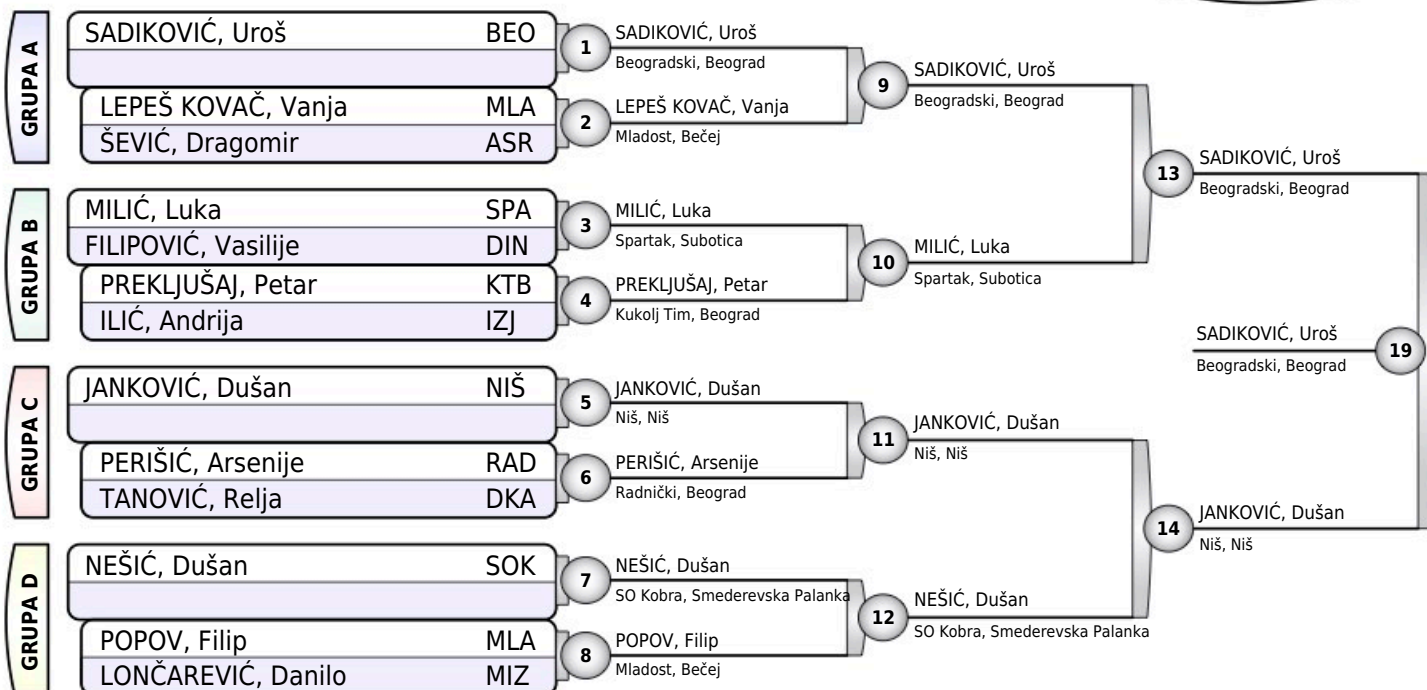 GRUPA A
SADIKOVIĆ, Uroš BEO
LEPEŠ KOVAČ, Vanja MLA
ŠEVIĆ, Dragomir ASR
1
SADIKOVIĆ, Uroš
Beogradski, Beograd
2
LEPEŠ KOVAČ, Vanja
Mladost, Bečej
9
SADIKOVIĆ, Uroš
Beogradski, Beograd
GRUPA B
MILIĆ, Luka SPA
FILIPOVIĆ, Vasilije DIN
PREKLJUŠAJ, Petar KTB
ILIĆ, Andrija IZJ
3
MILIĆ, Luka
Spartak, Subotica
4
PREKLJUŠAJ, Petar
Kukolj Tim, Beograd
10
MILIĆ, Luka
Spartak, Subotica
13
SADIKOVIĆ, Uroš
Beogradski, Beograd
GRUPA C
JANKOVIĆ, Dušan NIŠ
PERIŠIĆ, Arsenije RAD
TANOVIĆ, Relja DKA
5
JANKOVIĆ, Dušan
Niš, Niš
6
PERIŠIĆ, Arsenije
Radnički, Beograd
11
JANKOVIĆ, Dušan
Niš, Niš
GRUPA D
NEŠIĆ, Dušan SOK
POPOV, Filip MLA
LONČAREVIĆ, Danilo MIZ
7
NEŠIĆ, Dušan
SO Kobra, Smederevska Palanka
8
POPOV, Filip
Mladost, Bečej
12
NEŠIĆ, Dušan
SO Kobra, Smederevska Palanka
14
JANKOVIĆ, Dušan
Niš, Niš
SADIKOVIĆ, Uroš
Beogradski, Beograd
19